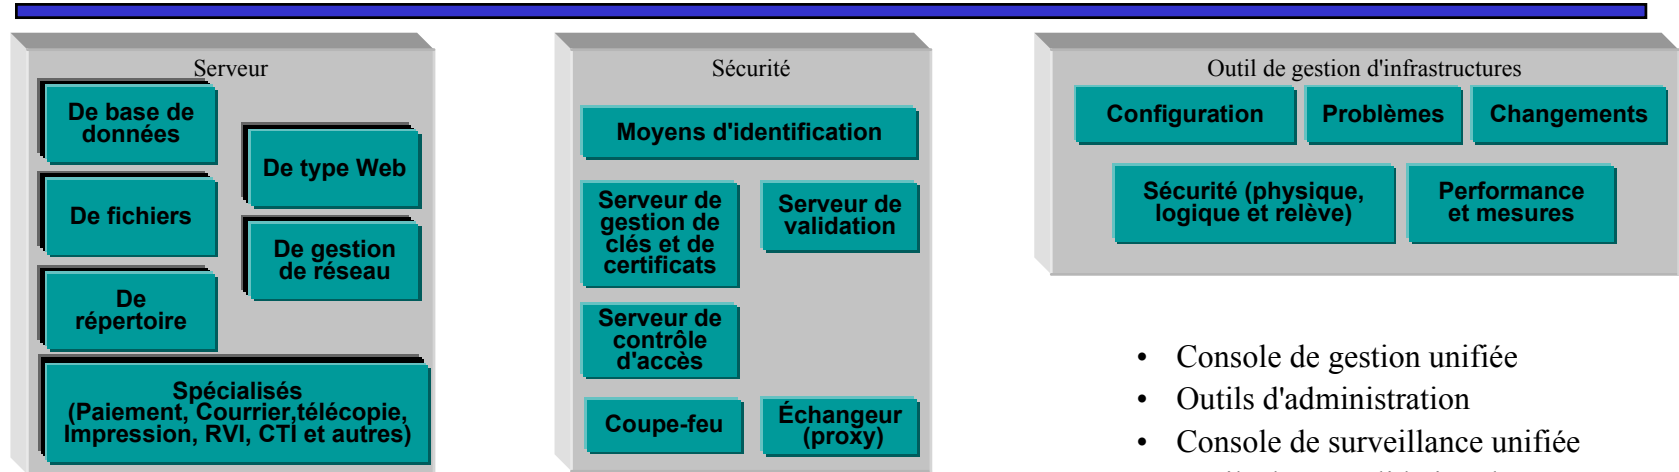 Serveur
De base de
données
De type Web
De fichiers
De gestion
de réseau
De
répertoire
Spécialisés
(Paiement, Courrier,télécopie,
Impression, RVI, CTI et autres)
Sécurité
Moyens d'identification
Serveur de
gestion de
clés et de
certificats
Serveur de
validation
Serveur de
contrôle
d'accès
Coupe-feu
Échangeur
(proxy)
Outil de gestion d'infrastructures
Configuration
Problèmes
Changements
Sécurité (physique,
logique et relève)
Performance
et mesures
• Console de gestion unifiée
• Outils d'administration
• Console de surveillance unifiée